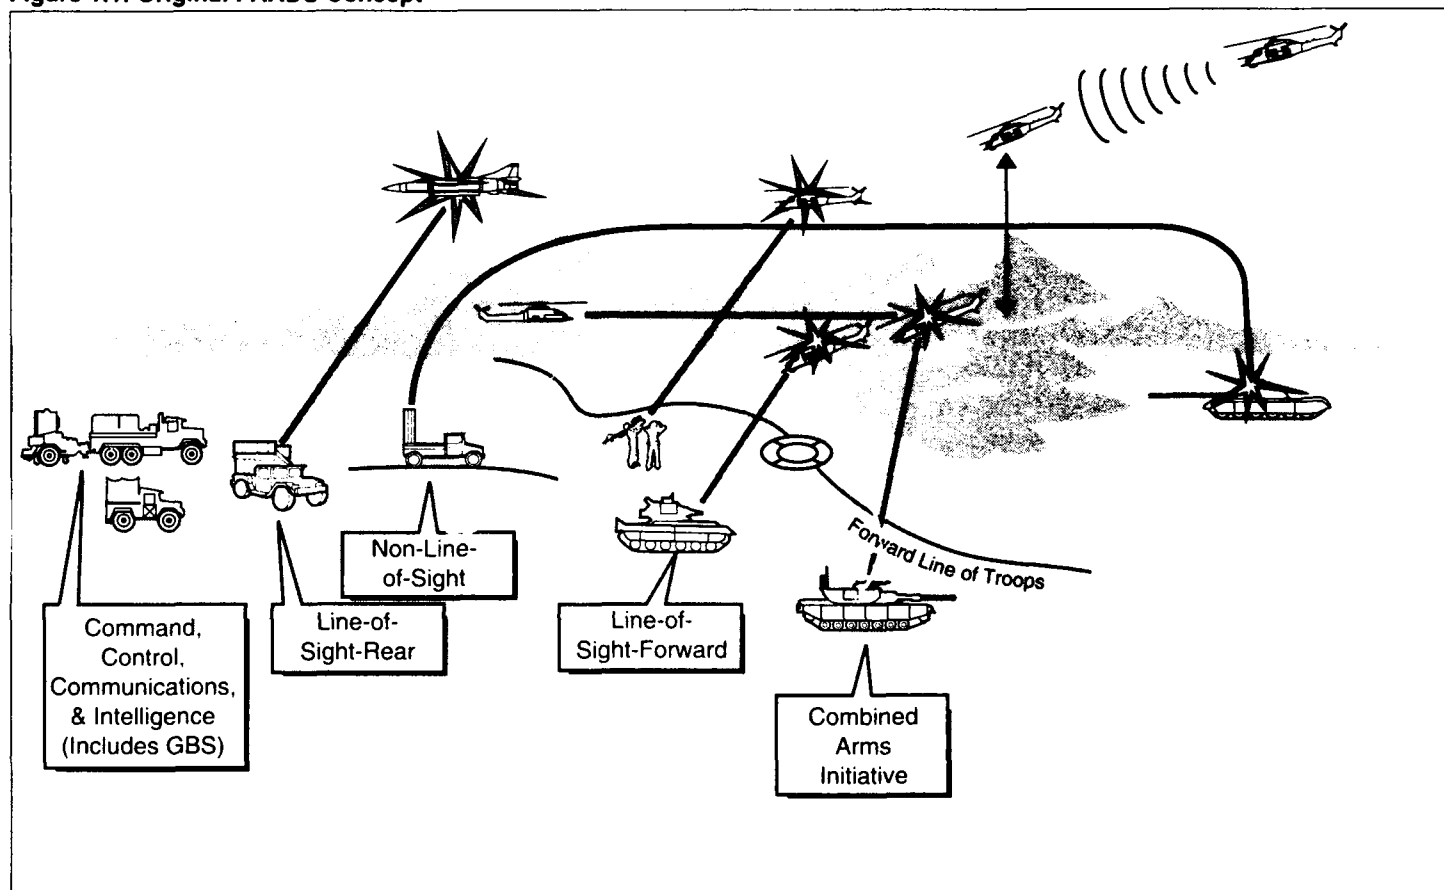 Non-Line-
of-Sight
Forward Line of Troops
Command,
Control,
Communications,
& Intelligence
(Includes GBS)
Line-of-
Sight-Rear
Line-of-
Sight-Forward
Combined
Arms
Initiative